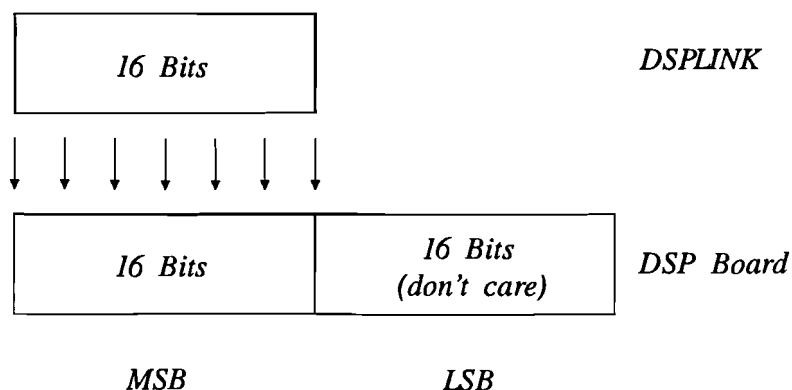 16 Bits
DSPLINK
16 Bits
16 Bits
(don't care)
DSP Board
MSB
LSB